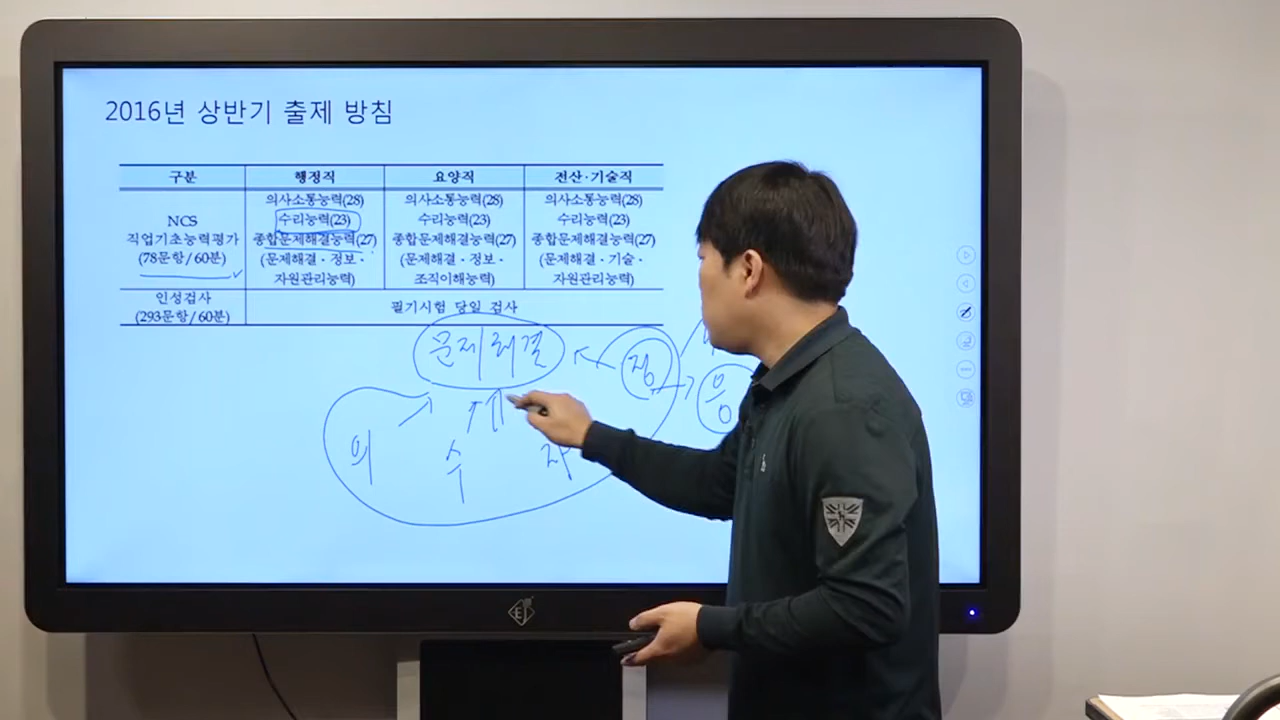 2016년 상반기 출제 방침
구분 행정직 요양직 전산·기술직
NCS
직업기초능력평가
(78문항/60분)
의사소통능력(28)
수리능력(23)
종합문제해결능력(27)
(문제해결·정보·
자원관리능력)
의사소통능력(28)
수리능력(23)
종합문제해결능력(27)
(문제해결·정보·
조직이해능력)
의사소통능력(28)
수리능력(23)
종합문제해결능력(27)
(문제해결·기술·
자원관리능력)
인성검사
(293문항/60분)
필기시험 당일 검사
문제해결
정
응
의
수
자